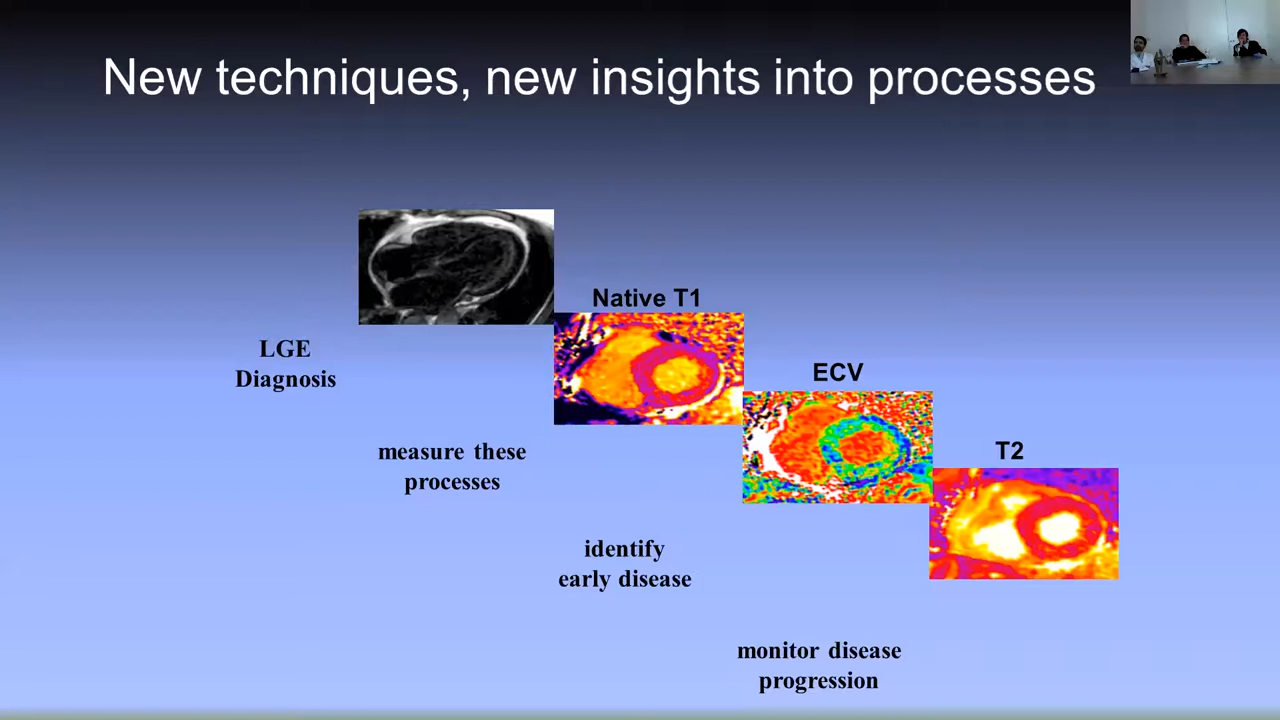 New techniques, new insights into processes
Native T1
LGE
Diagnosis
ECV
measure these
processes
T2
identify
early disease
monitor disease
progression